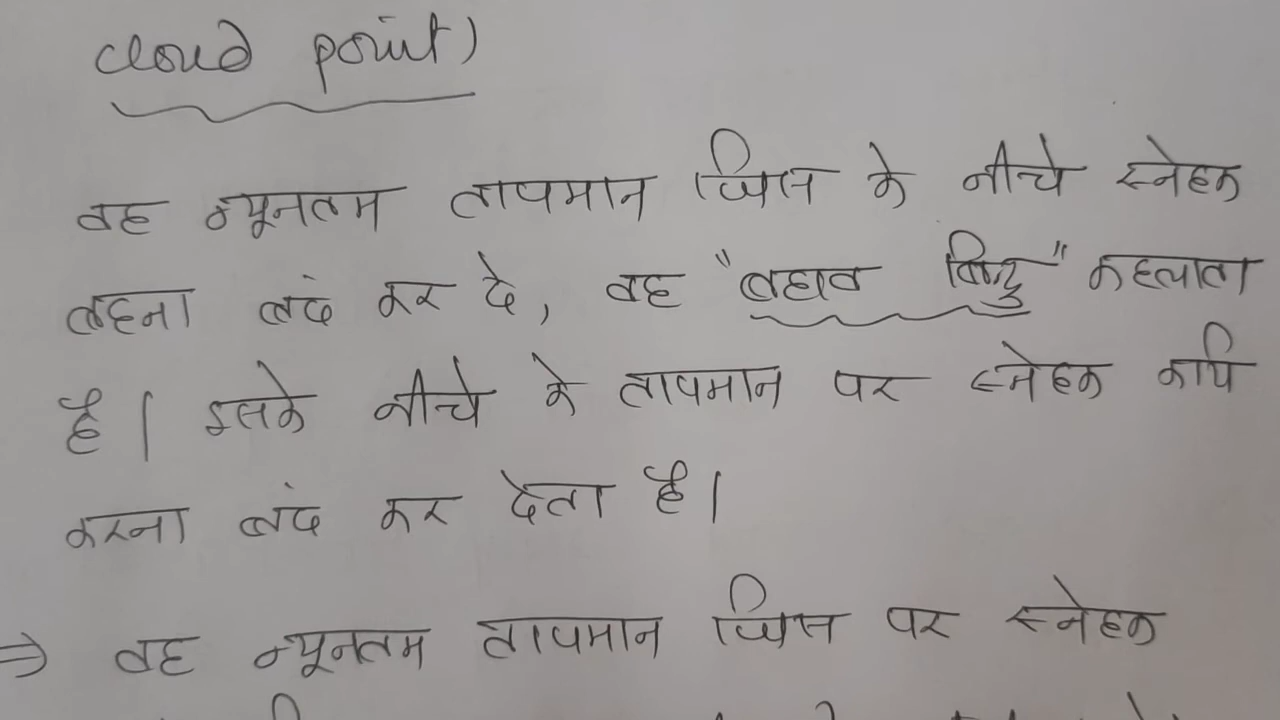 cloud point)
वह न्यूनतम तापमान जिस के नीचे स्नेहक
बहना बंद कर दे, वह "बहाव बिन्दु" कहलाता
है। इसके नीचे के तापमान पर स्नेहक कार्य
करना बंद कर देता है।
⇒ वह न्यूनतम तापमान जिस पर स्नेहक